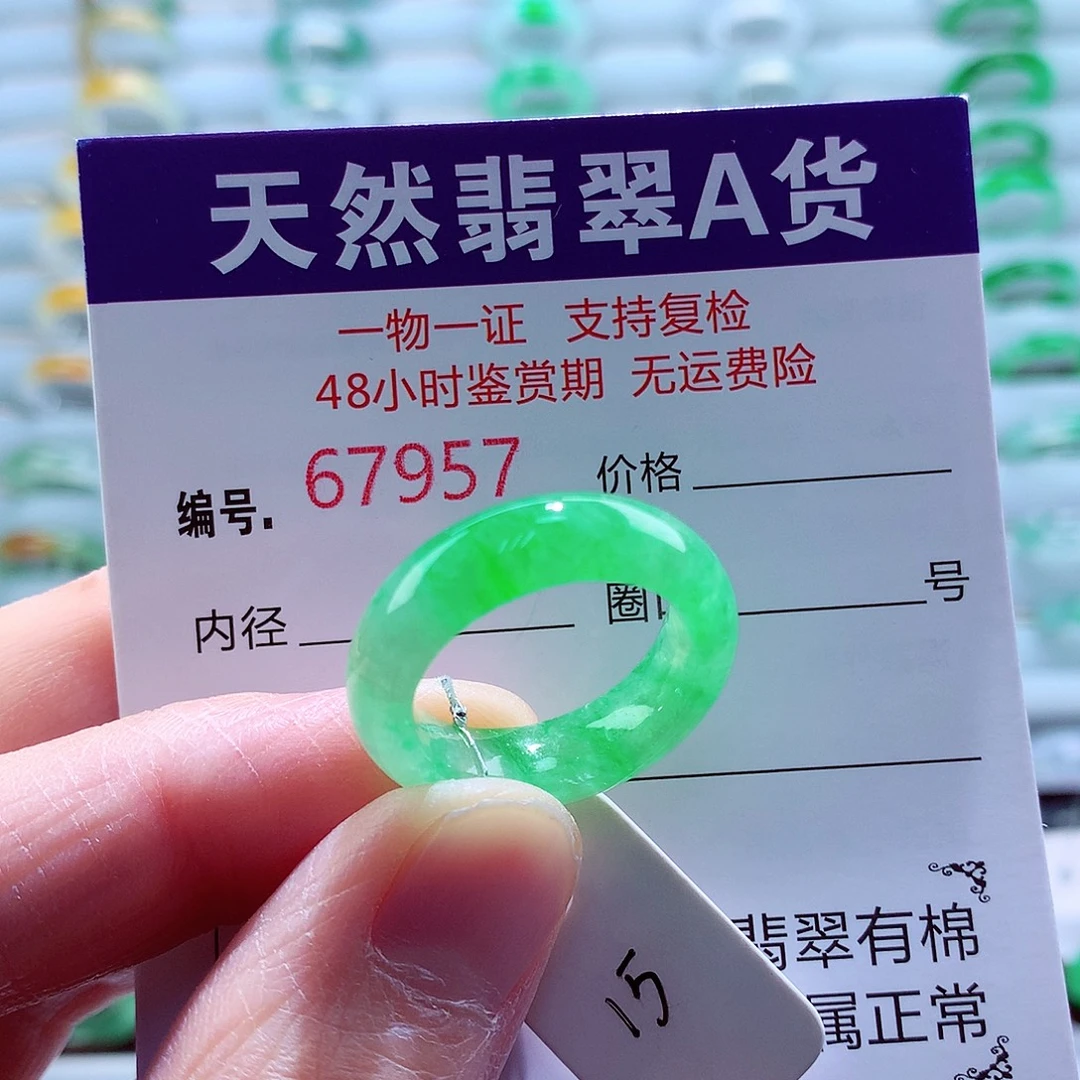 天然翡翠A货
一物一证 支持复检
48小时鉴赏期 无运费险
编号. 67957 价格
内径 圈 号
翡翠有棉
属正常
15